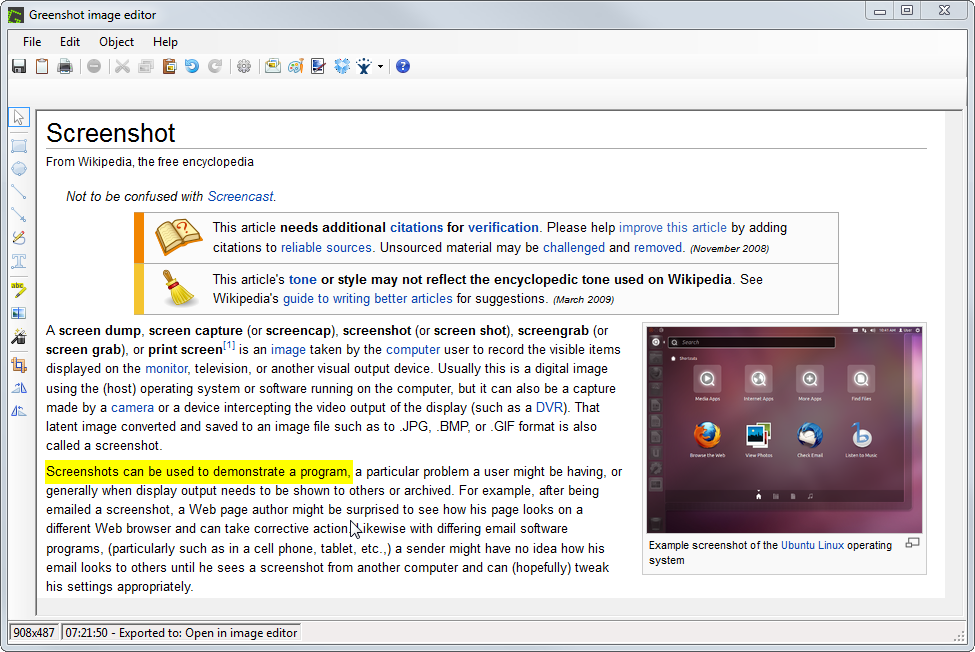 Greenshot image editor
File Edit Object Help
Screenshot
From Wikipedia, the free encyclopedia
Not to be confused with Screencast.
This article needs additional citations for verification. Please help improve this article by adding
citations to reliable sources. Unsourced material may be challenged and removed. (November 2008)
This article's tone or style may not reflect the encyclopedic tone used on Wikipedia. See
Wikipedia's guide to writing better articles for suggestions. (March 2009)
A screen dump, screen capture (or screencap), screenshot (or screen shot), screengrab (or
screen grab), or print screen[1] is an image taken by the computer user to record the visible items
displayed on the monitor, television, or another visual output device. Usually this is a digital image
using the (host) operating system or software running on the computer, but it can also be a capture
made by a camera or a device intercepting the video output of the display (such as a DVR). That
latent image converted and saved to an image file such as to .JPG, .BMP, or .GIF format is also
called a screenshot.
Screenshots can be used to demonstrate a program, a particular problem a user might be having, or
generally when display output needs to be shown to others or archived. For example, after being
emailed a screenshot, a Web page author might be surprised to see how his page looks on a
different Web browser and can take corrective action. Likewise with differing email software
programs, (particularly such as in a cell phone, tablet, etc.,) a sender might have no idea how his
email looks to others until he sees a screenshot from another computer and can (hopefully) tweak
his settings appropriately.
Search
Shortcuts
Media Apps Internet Apps More Apps Find Files
Browse the Web View Photos Check Email Listen to Music
Example screenshot of the Ubuntu Linux operating
system
908x487 07:21:50 - Exported to: Open in image editor